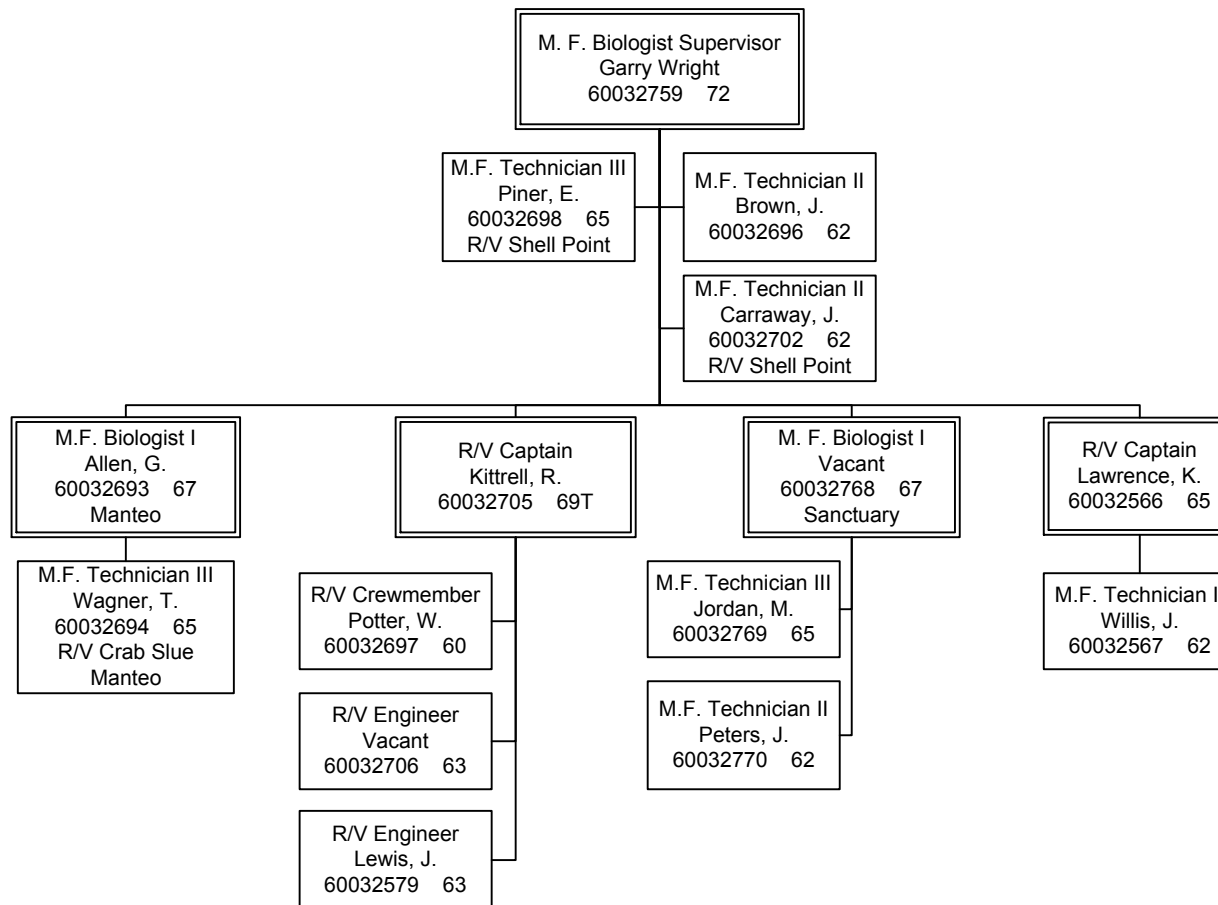 M. F. Biologist Supervisor
Garry Wright
60032759 72
M.F. Technician III
Piner, E.
60032698 65
R/V Shell Point
M.F. Technician II
Brown, J.
60032696 62
M.F. Technician II
Carraway, J.
60032702 62
R/V Shell Point
M.F. Biologist I
Allen, G.
60032693 67
Manteo
R/V Captain
Kittrell, R.
60032705 69T
M. F. Biologist I
Vacant
60032768 67
Sanctuary
R/V Captain
Lawrence, K.
60032566 65
M.F. Technician III
Wagner, T.
60032694 65
R/V Crab Slue
Manteo
R/V Crewmember
Potter, W.
60032697 60
R/V Engineer
Vacant
60032706 63
R/V Engineer
Lewis, J.
60032579 63
M.F. Technician III
Jordan, M.
60032769 65
M.F. Technician II
Peters, J.
60032770 62
M.F. Technician
Willis, J.
60032567 62